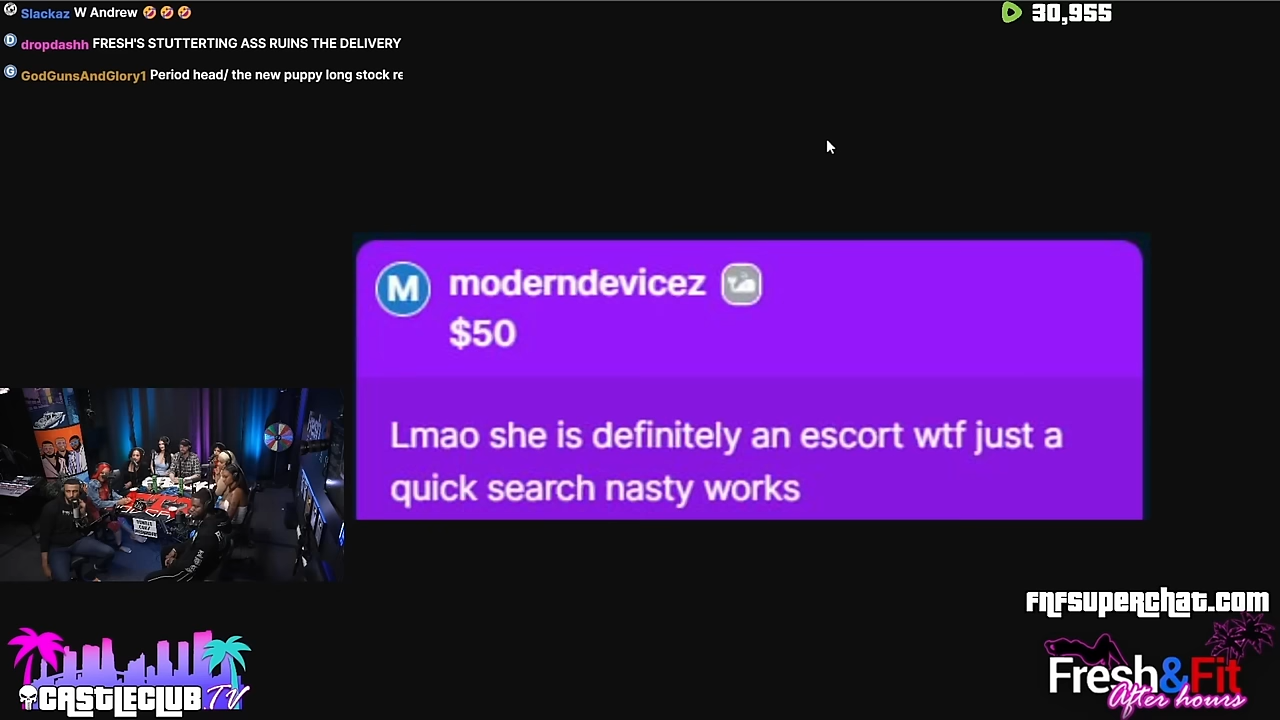 Slackaz W Andrew 🤣 🤣 🤣
dropdashh FRESH'S STUTTERTING ASS RUINS THE DELIVERY
GodGunsAndGlory1 Period head/ the new puppy long stock re
30,955
M
moderndevicez
$50
Lmao she is definitely an escort wtf just a
quick search nasty works
fnfsuperchat.com
CASTLECLUB TV
Fresh&Fit
After hours